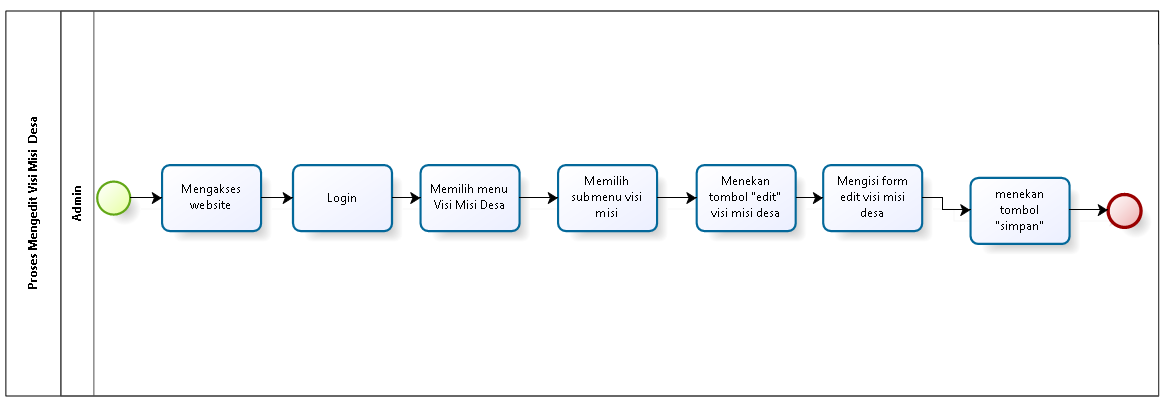 Proses Mengedit Visi Misi Desa
Admin
Mengakses
website
Login
Memilih menu
Visi Misi Desa
Memilih
submenu visi
misi
Menekan
tombol "edit"
visi misi desa
Mengisi form
edit visi misi
desa
menekan
tombol
"simpan"